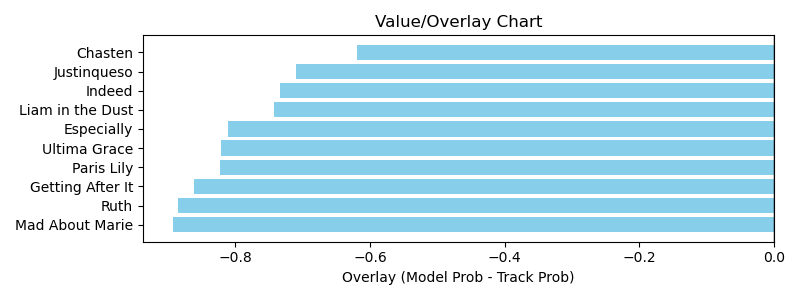 Value/Overlay Chart
Chasten
Justinqueso
Indeed
Liam in the Dust
Especially
Ultima Grace
Paris Lily
Getting After It
Ruth
Mad About Marie
−0.8 −0.6 −0.4 −0.2 0.0
Overlay (Model Prob - Track Prob)